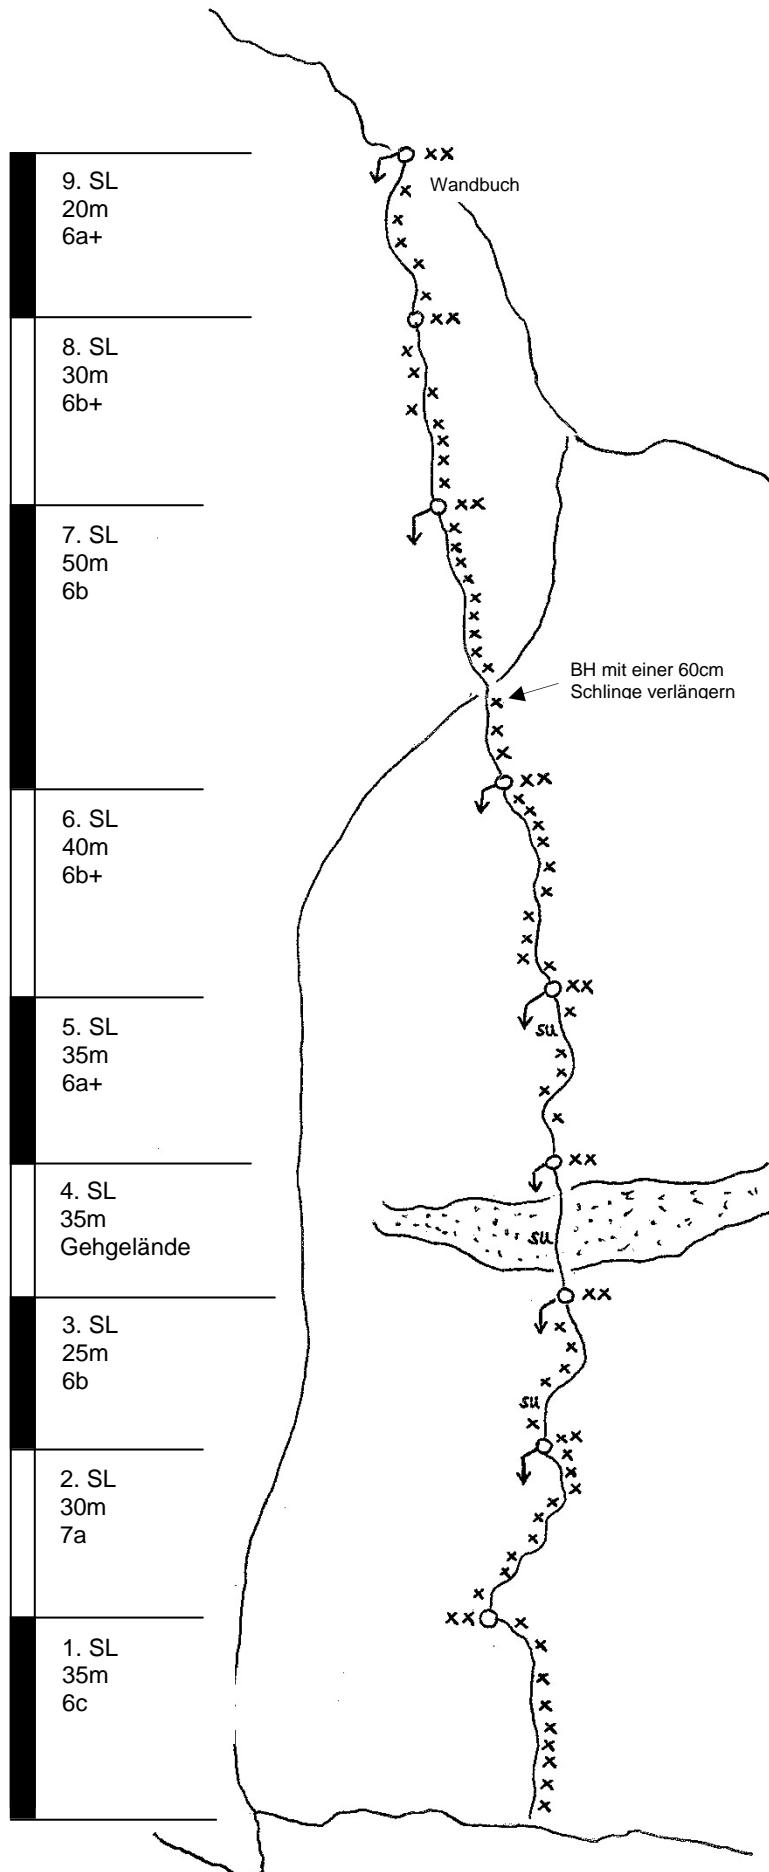 Wandbuch
9. SL
20m
6a+
8. SL
30m
6b+
7. SL
50m
6b
BH mit einer 60cm
Schlinge verlängern
6. SL
40m
6b+
5. SL
35m
6a+
su
4. SL
35m
Gehgelände
su
3. SL
25m
6b
su
2. SL
30m
7a
1. SL
35m
6c